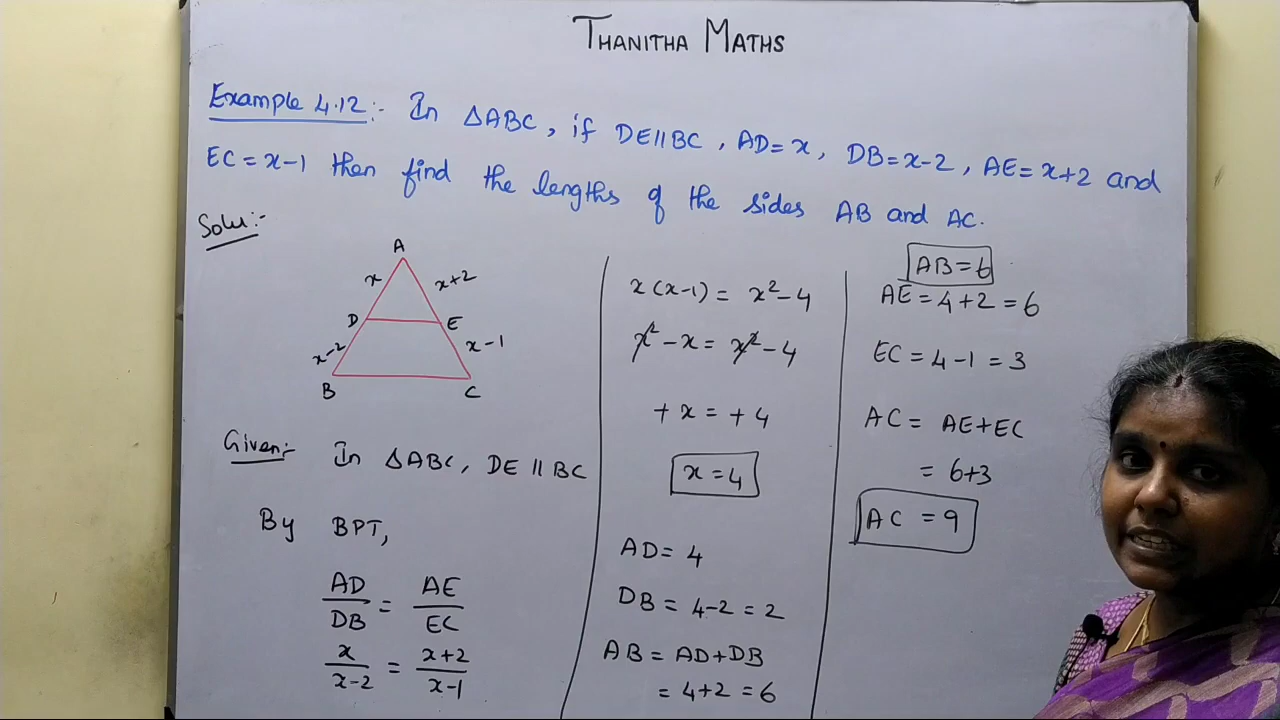 THANITHA MATHS
Example 4.12:- In ΔABC, if DE∥BC, AD=x, DB=x-2, AE=x+2 and
EC=x-1 then find the lengths of the sides AB and AC.
Solu:-
A
x
x+2
D
E
x-2
x-1
B
C
Given:- In ΔABC, DE ∥ BC
By BPT,
AD/DB = AE/EC
x/x-2 = x+2/x-1
x(x-1) = x²-4
x²-x = x²-4
+x = +4
x=4
AD=4
DB = 4-2 = 2
AB = AD+DB
= 4+2 = 6
AB=6
AE = 4+2 = 6
EC = 4-1 = 3
AC = AE+EC
= 6+3
AC = 9